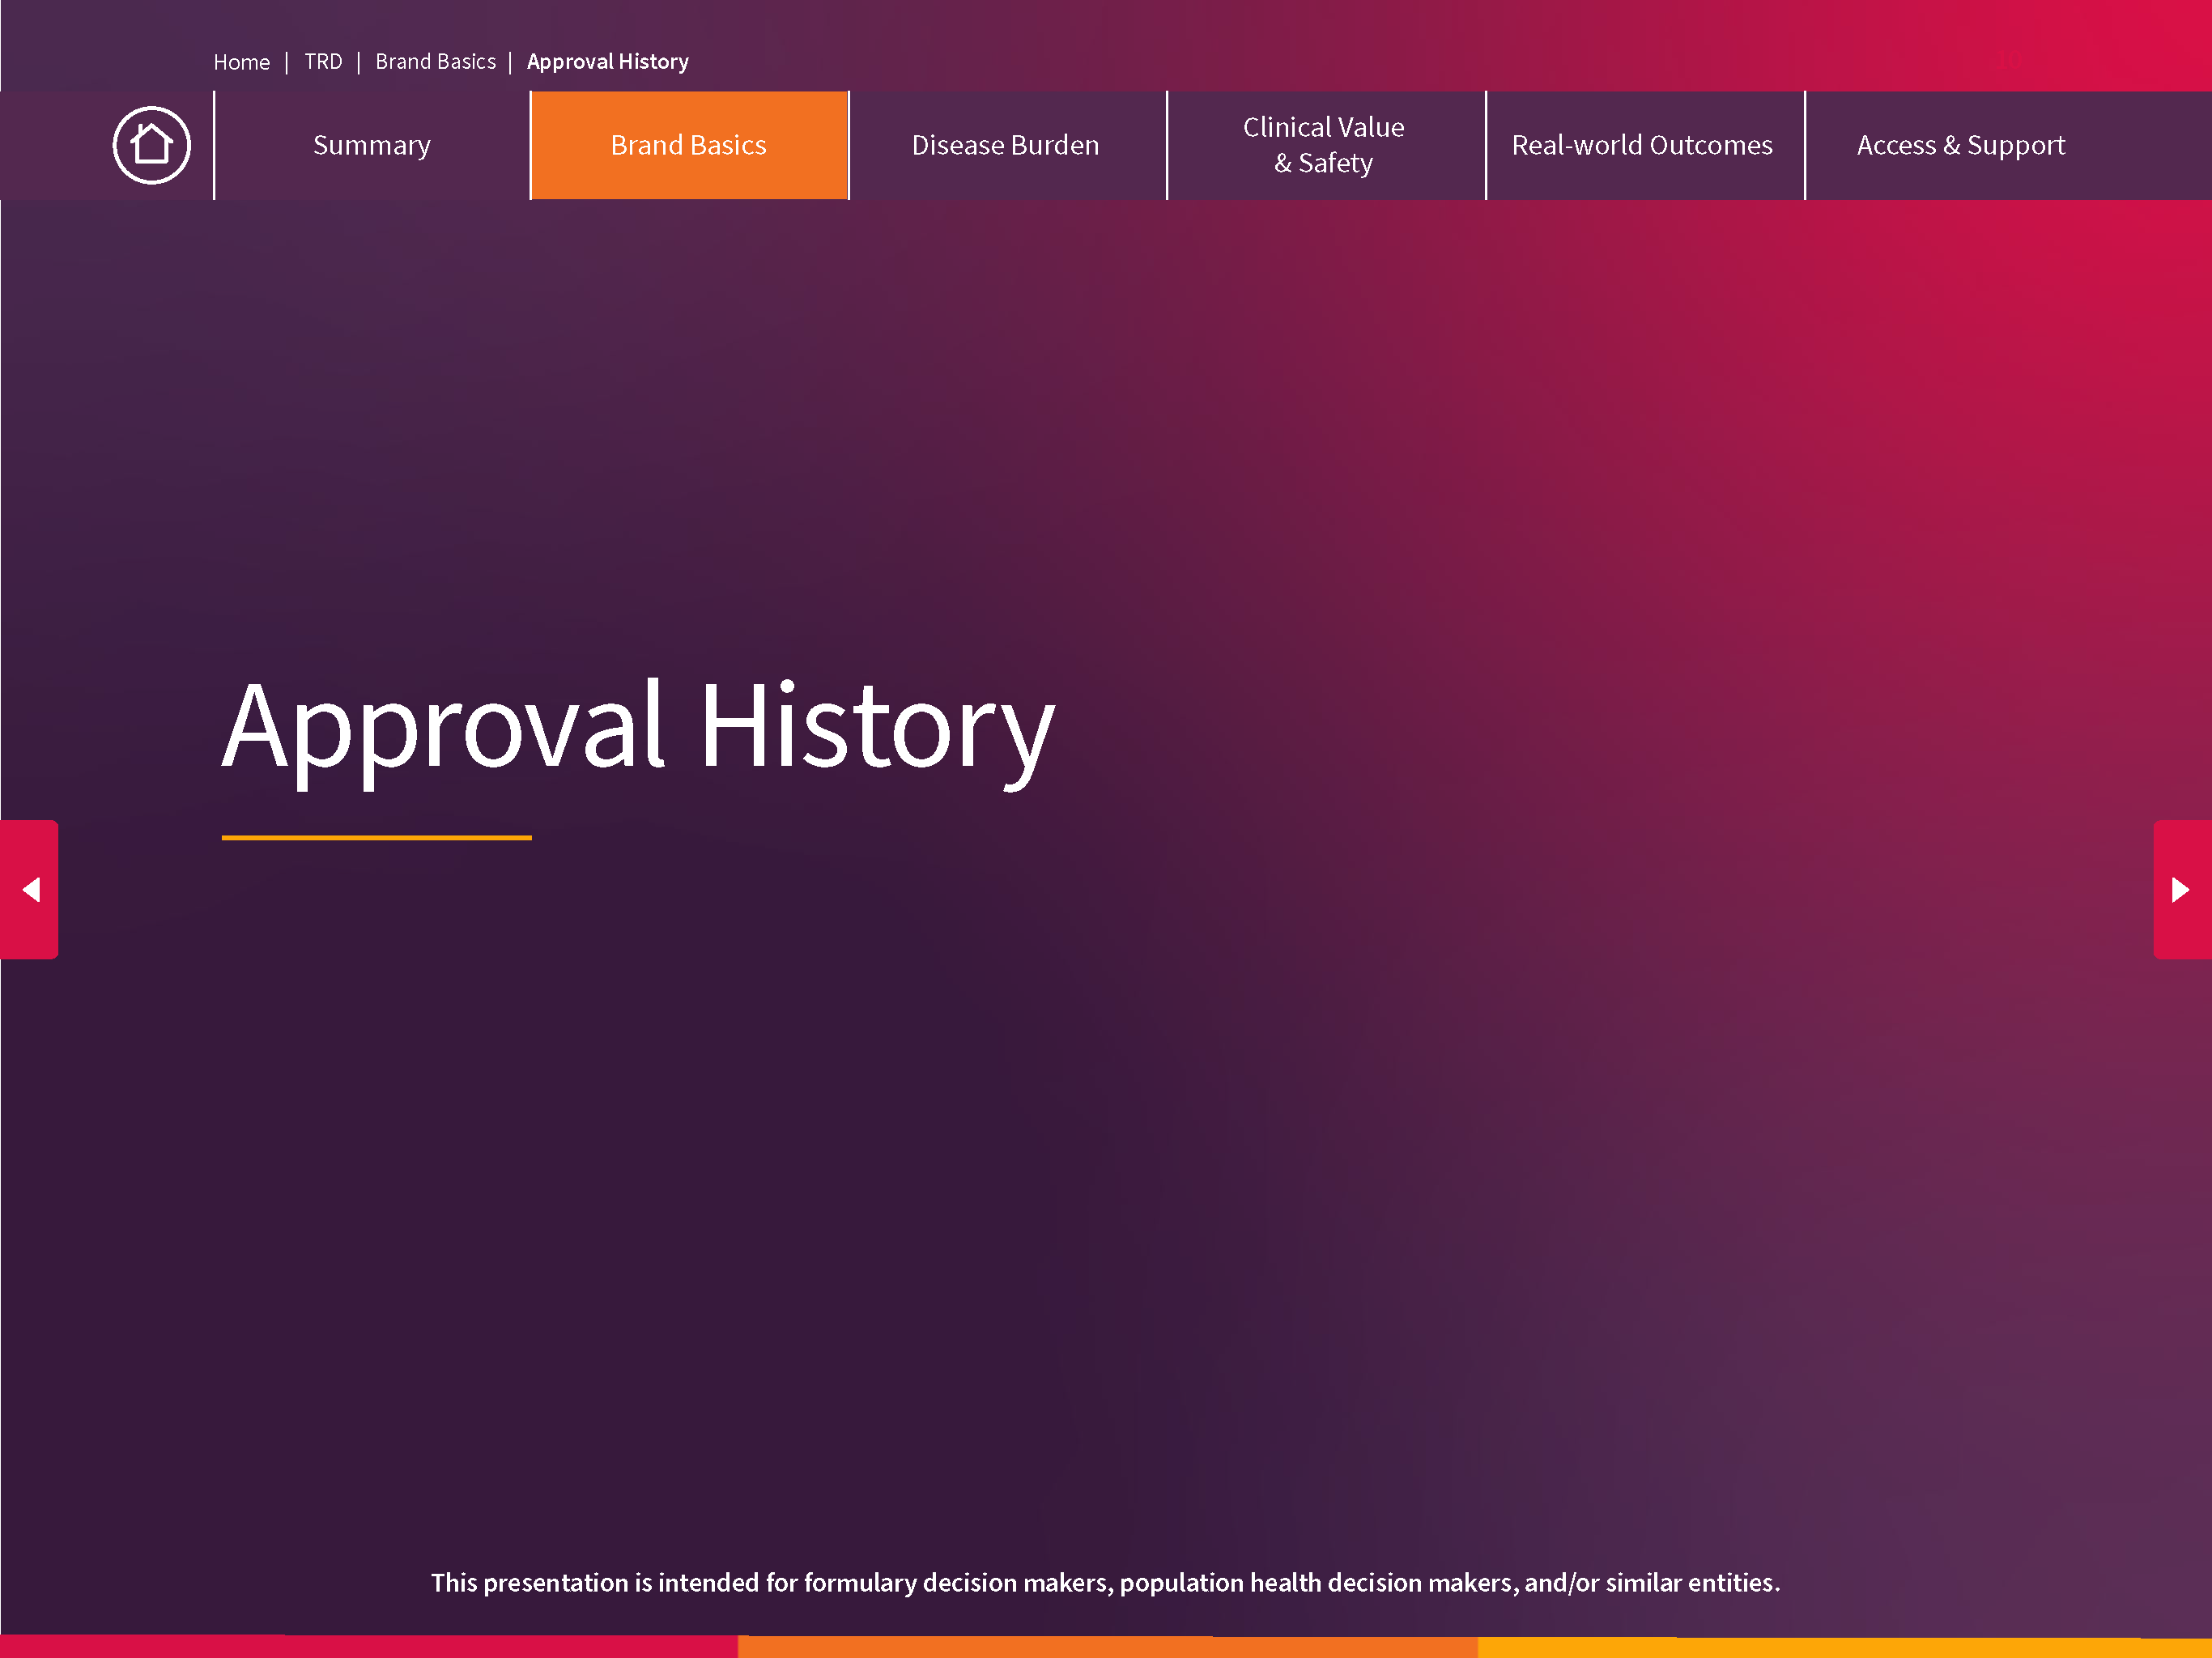 Home | TRD | Brand Basics | Approval History
Summary
Brand Basics
Disease Burden
Clinical Value
& Safety
Real-world Outcomes
Access & Support
Approval History
This presentation is intended for formulary decision makers, population health decision makers, and/or similar entities.